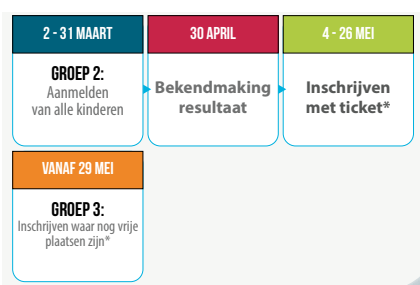 2 - 31 MAART
GROEP 2:
Aanmelden
van alle kinderen
30 APRIL
Bekendmaking
resultaat
4 - 26 MEI
Inschrijven
met ticket*
VANAF 29 MEI
GROEP 3:
Inschrijven waar nog vrije
plaatsen zijn*